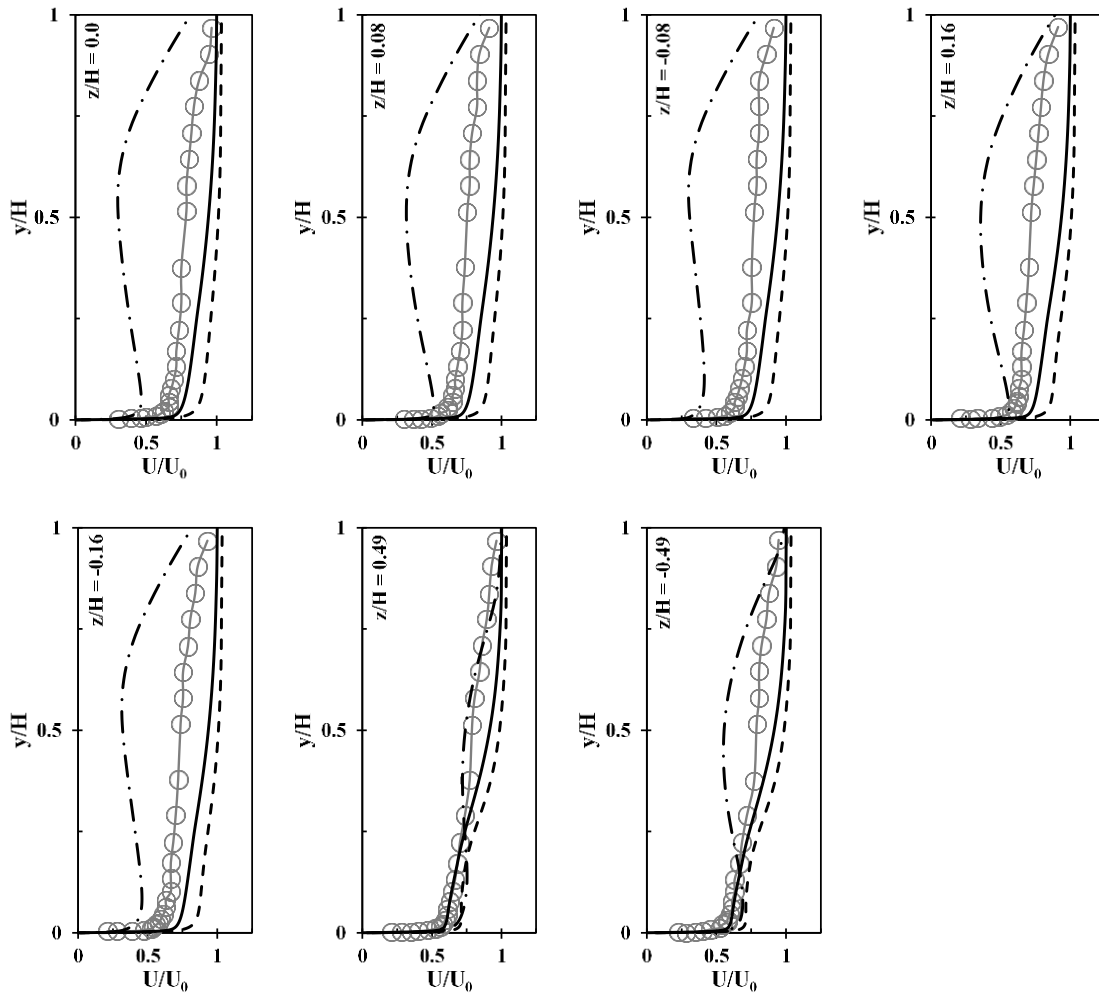 1
z/H = 0.0
y/H
0.5
0
0
0.5
1
U/U0
1
z/H = 0.08
y/H
0.5
0
0
0.5
1
U/U0
1
z/H = -0.08
y/H
0.5
0
0
0.5
1
U/U0
1
z/H = 0.16
y/H
0.5
0
0
0.5
1
U/U0
1
z/H = -0.16
y/H
0.5
0
0
0.5
1
U/U0
1
z/H = 0.49
y/H
0.5
0
0
0.5
1
U/U0
1
z/H = -0.49
y/H
0.5
0
0
0.5
1
U/U0